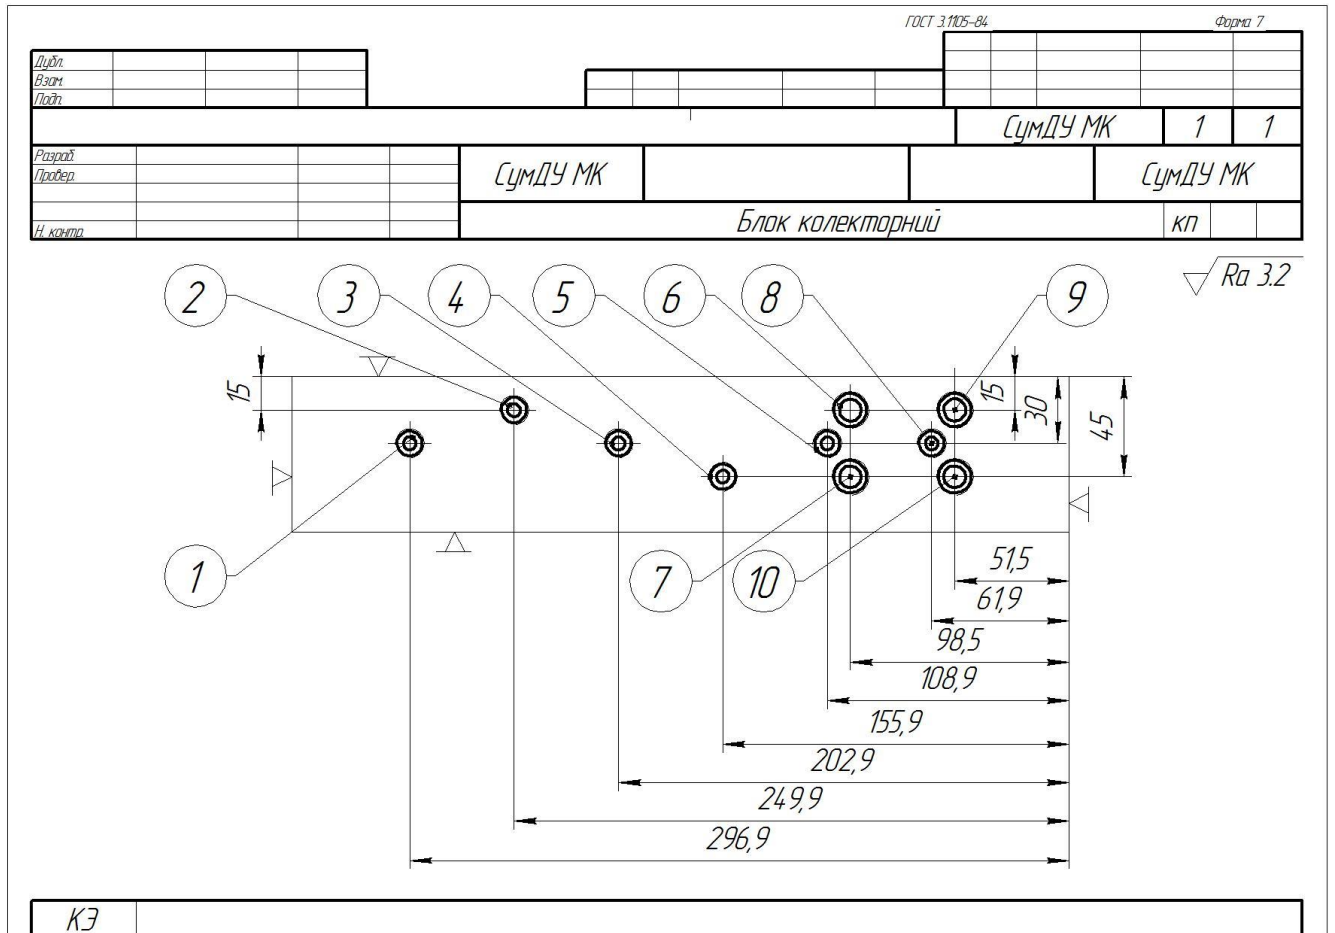 ГОСТ 3.1105-84 Форма 7
Дубл.
Взам.
Подп.
СумДУ МК 1 1
Разраб.
Провер.
СумДУ МК СумДУ МК
Блок колекторний КП
Н. контр.
Ra 3.2
2 3 4 5 6 8 9
15 15 30 45
1 7 10
51,5
61,9
98,5
108,9
155,9
202,9
249,9
296,9
КЭ